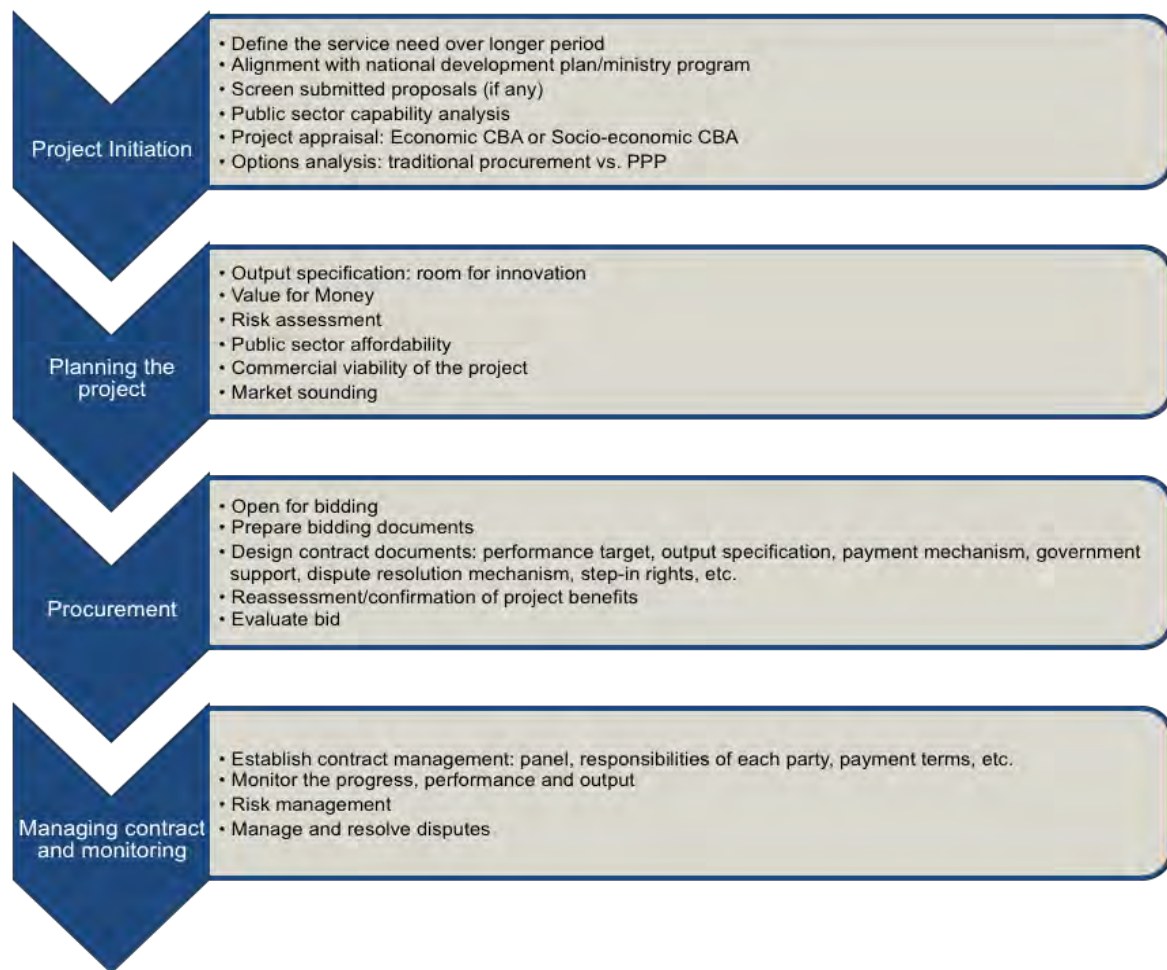 Project Initiation
• Define the service need over longer period
• Alignment with national development plan/ministry program
• Screen submitted proposals (if any)
• Public sector capability analysis
• Project appraisal: Economic CBA or Socio-economic CBA
• Options analysis: traditional procurement vs. PPP
Planning the
project
• Output specification: room for innovation
• Value for Money
• Risk assessment
• Public sector affordability
• Commercial viability of the project
• Market sounding
Procurement
• Open for bidding
• Prepare bidding documents
• Design contract documents: performance target, output specification, payment mechanism, government
support, dispute resolution mechanism, step-in rights, etc.
• Reassessment/confirmation of project benefits
• Evaluate bid
Managing contract
and monitoring
• Establish contract management: panel, responsibilities of each party, payment terms, etc.
• Monitor the progress, performance and output
• Risk management
• Manage and resolve disputes